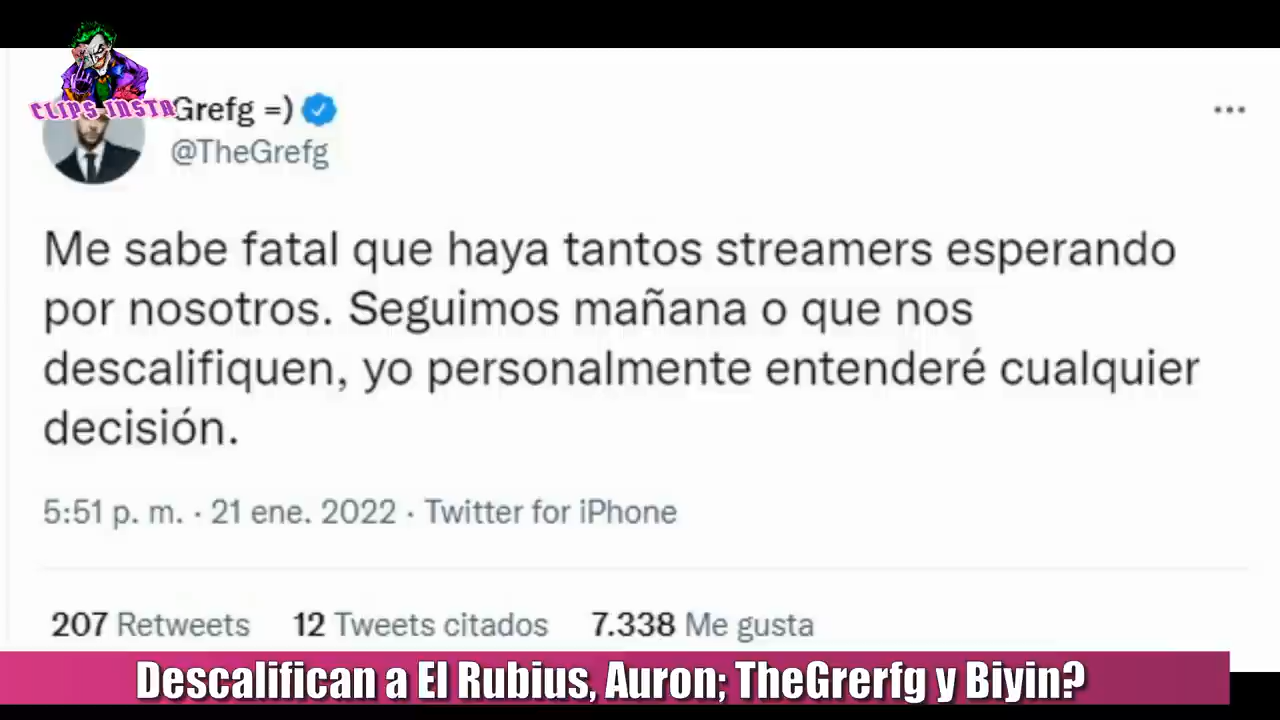 CLIPS INSTA
Grefg =)
@TheGrefg
Me sabe fatal que haya tantos streamers esperando
por nosotros. Seguimos mañana o que nos
descalifiquen, yo personalmente entenderé cualquier
decisión.
5:51 p. m. · 21 ene. 2022 · Twitter for iPhone
207 Retweets 12 Tweets citados 7.338 Me gusta
Descalifican a El Rubius, Auron; TheGrerfg y Biyin?